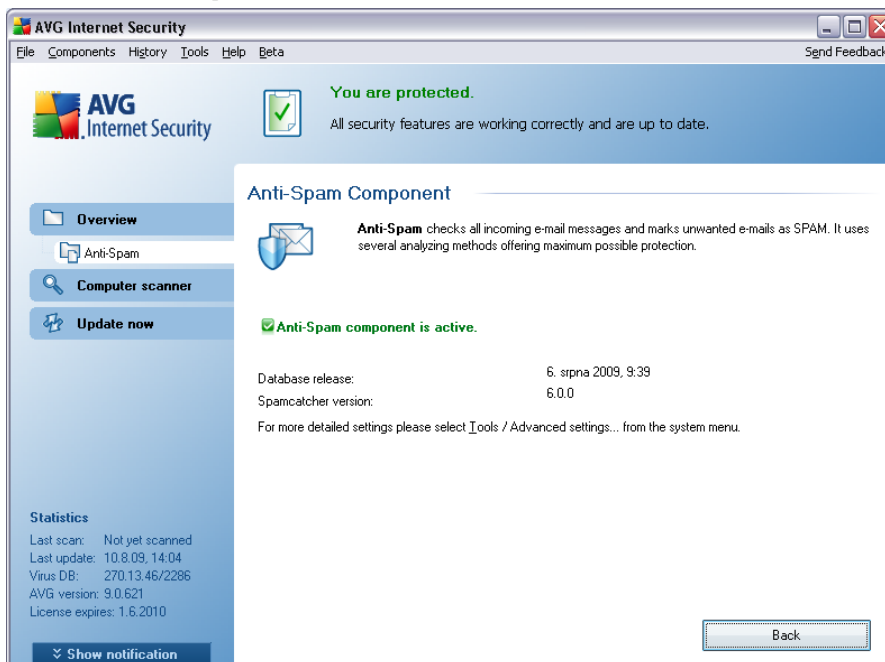 AVG Internet Security
File Components History Tools Help Beta
Send Feedback
AVG
Internet Security
You are protected.
All security features are working correctly and are up to date.
Overview
Anti-Spam
Computer scanner
Update now
Anti-Spam Component
Anti-Spam checks all incoming e-mail messages and marks unwanted e-mails as SPAM. It uses
several analyzing methods offering maximum possible protection.
Anti-Spam component is active.
Database release: 6. srpna 2009, 9:39
Spamcatcher version: 6.0.0
For more detailed settings please select Tools / Advanced settings... from the system menu.
Statistics
Last scan: Not yet scanned
Last update: 10.8.09, 14:04
Virus DB: 270.13.46/2286
AVG version: 9.0.621
License expires: 1.6.2010
Show notification
Back